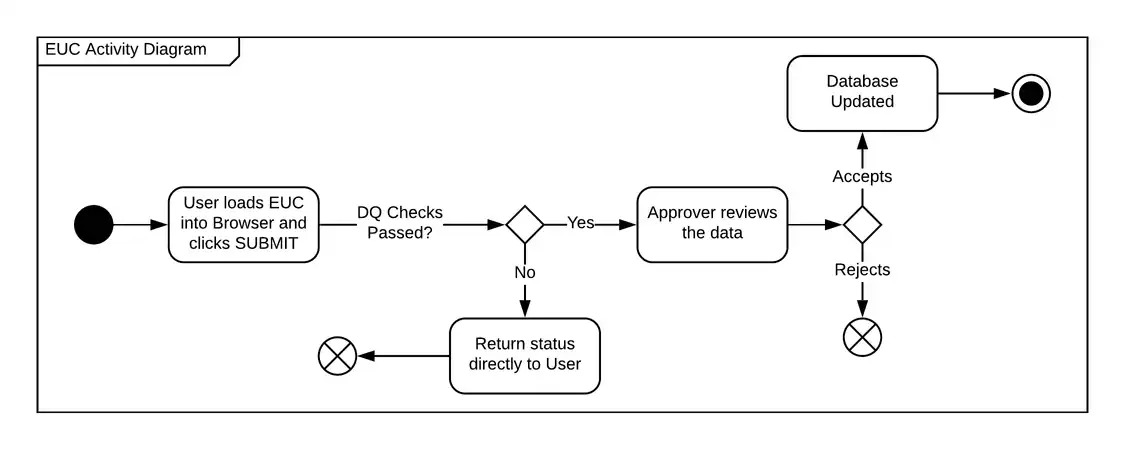 EUC Activity Diagram
Database
Updated
Accepts
User loads EUC
into Browser and
clicks SUBMIT
DQ Checks
Passed?
Yes
Approver reviews
the data
No
Rejects
Return status
directly to User